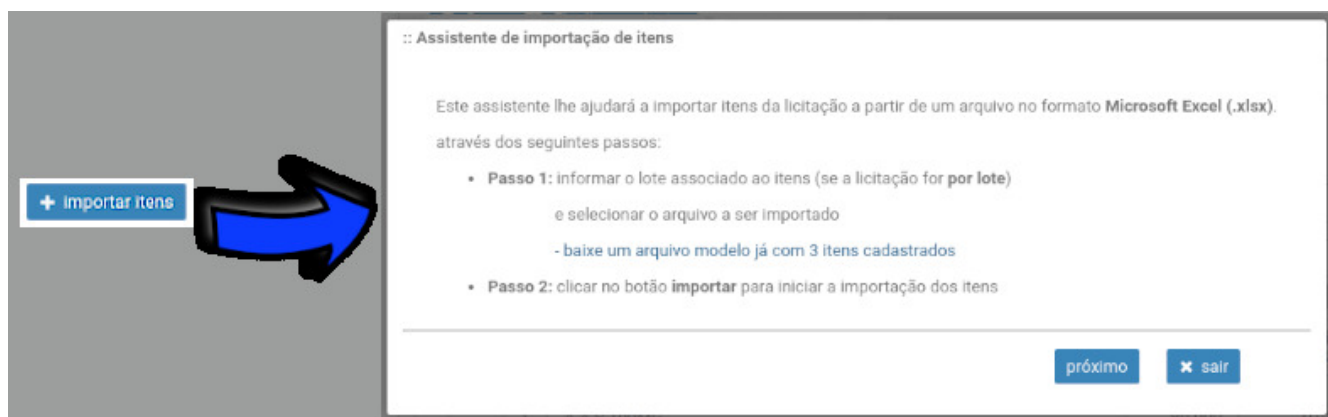 :: Assistente de importação de itens
Este assistente lhe ajudará a importar itens da licitação a partir de um arquivo no formato Microsoft Excel (.xlsx).
através dos seguintes passos:
• Passo 1: informar o lote associado ao itens (se a licitação for por lote)
e selecionar o arquivo a ser importado
- baixe um arquivo modelo já com 3 itens cadastrados
• Passo 2: clicar no botão importar para iniciar a importação dos itens
+ importar itens
próximo
✖ sair